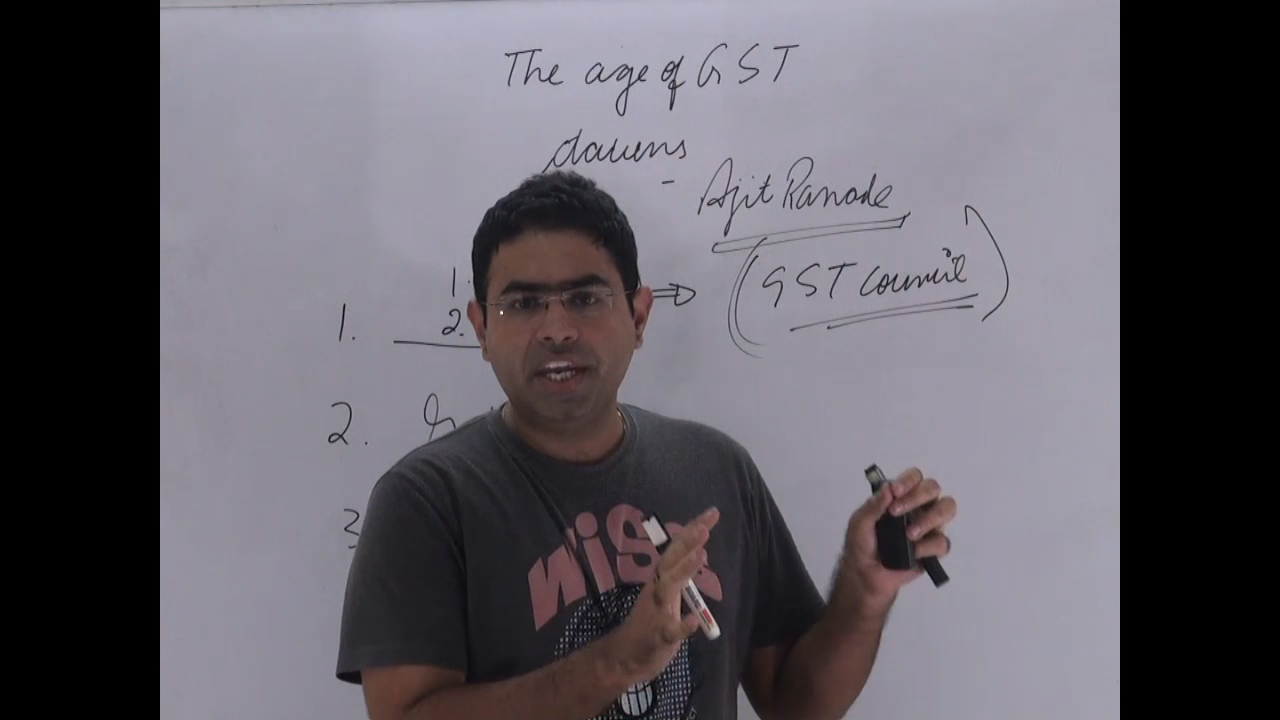 The age of GST
dawns
- Ajit Ranade
1.
(GST Council)
1. 2.
2.
3
WiSe